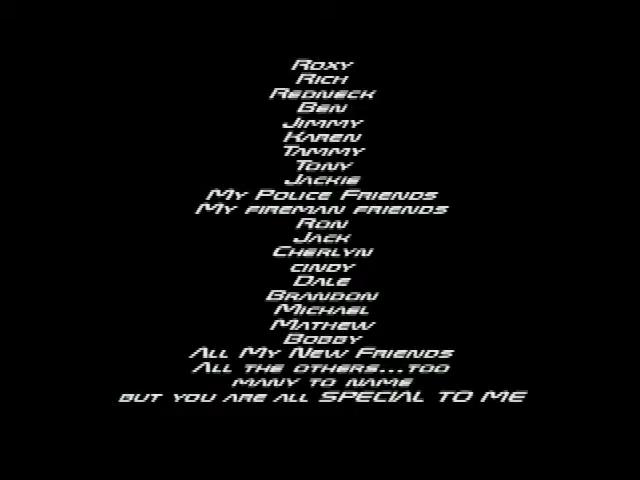 Roxy
Rich
Redneck
Ben
Jimmy
Karen
Tammy
Tony
Jackie
My Police Friends
My fireman friends
Ron
Jack
Cherlyn
cindy
Dale
Brandon
Michael
Mathew
Bobby
All My New Friends
All the others...too
many to name
but you are all SPECIAL TO ME